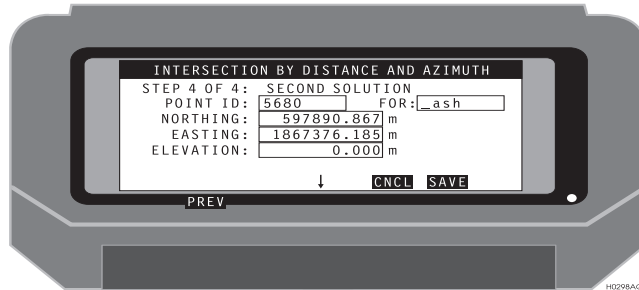 INTERSECTION BY DISTANCE AND AZIMUTH
STEP 4 OF 4: SECOND SOLUTION
POINT ID: 5680 FOR: _ash
NORTHING: 597890.867 m
EASTING: 1867376.185 m
ELEVATION: 0.000 m
↓ CNCL SAVE
PREV